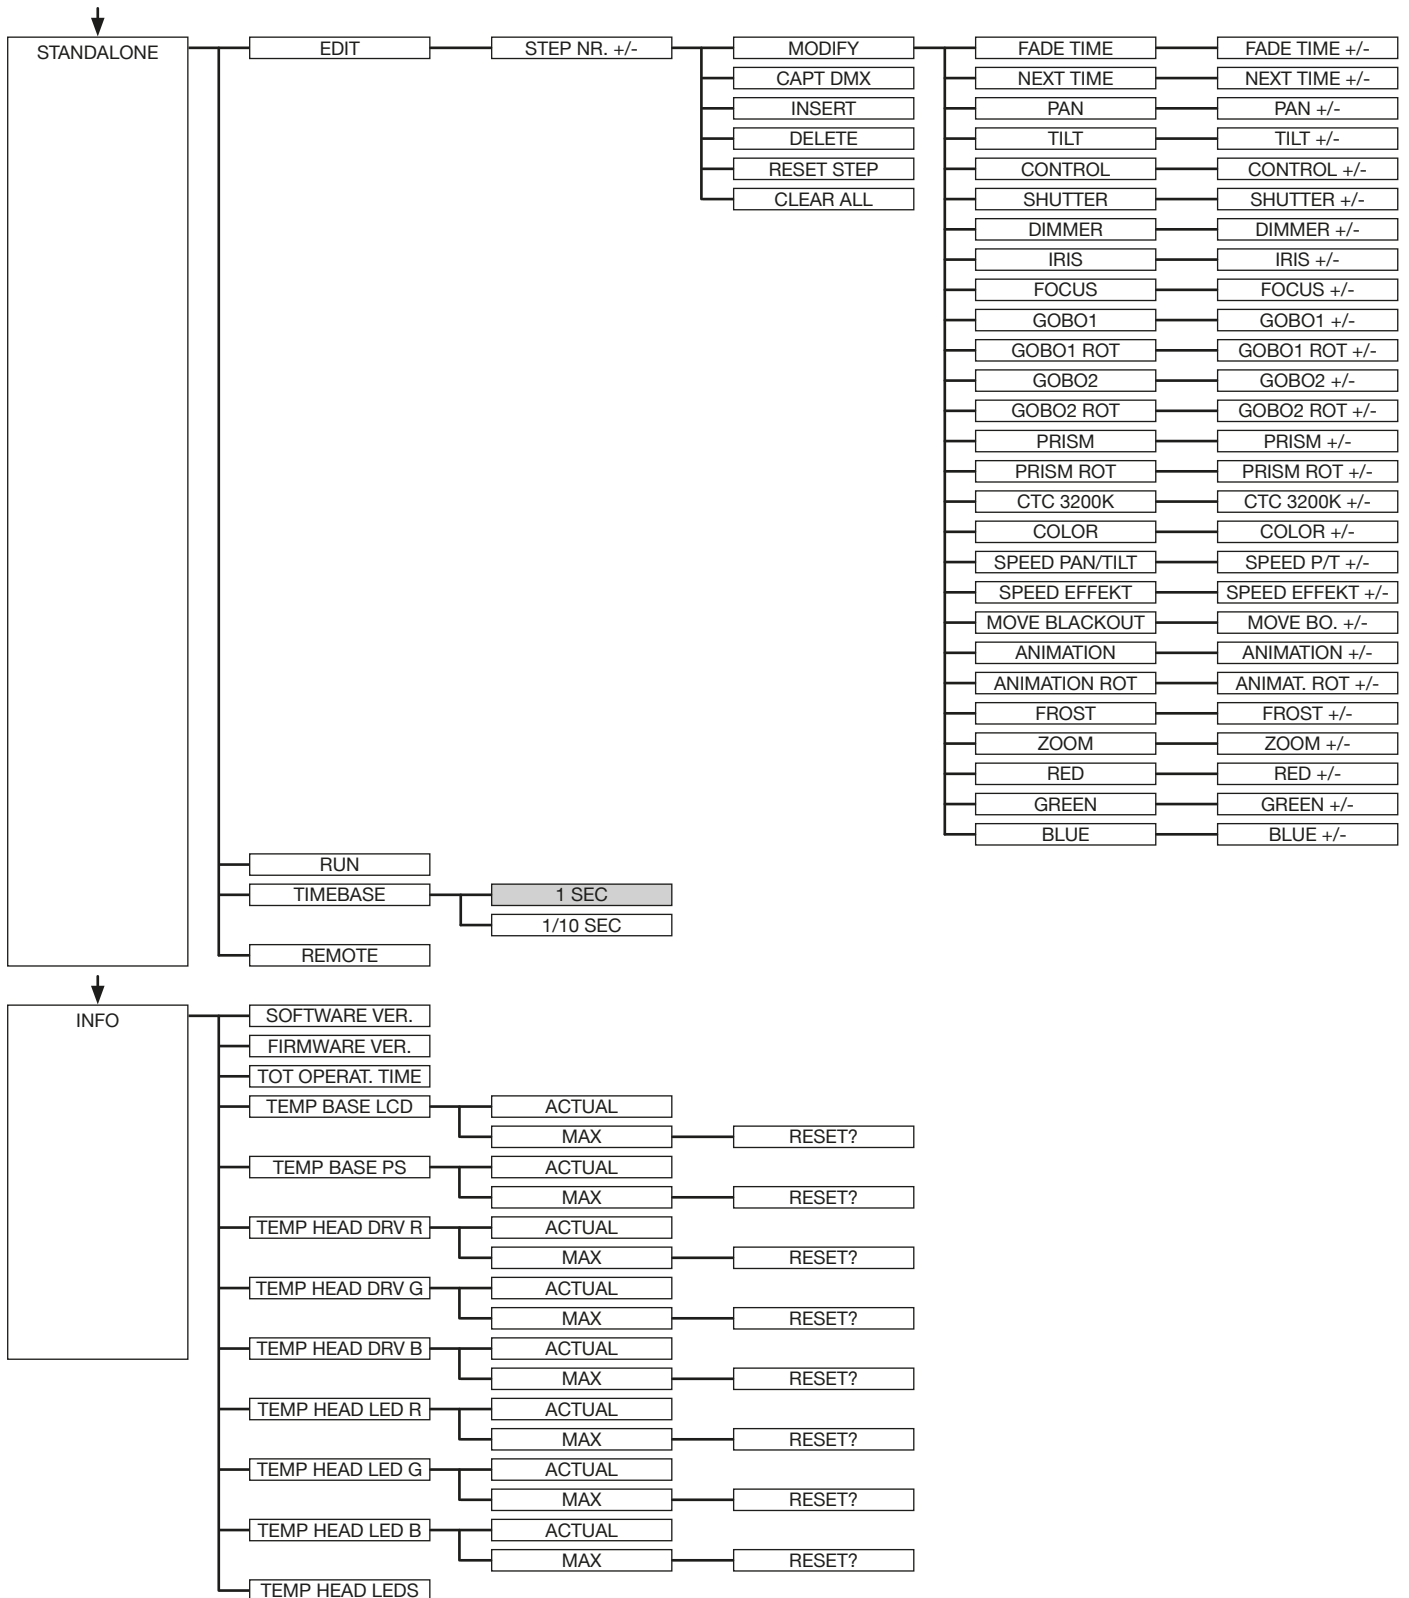 STANDALONE EDIT STEP NR. +/- MODIFY FADE TIME FADE TIME +/-
CAPT DMX NEXT TIME NEXT TIME +/-
INSERT PAN PAN +/-
DELETE TILT TILT +/-
RESET STEP CONTROL CONTROL +/-
CLEAR ALL SHUTTER SHUTTER +/-
DIMMER DIMMER +/-
IRIS IRIS +/-
FOCUS FOCUS +/-
GOBO1 GOBO1 +/-
GOBO1 ROT GOBO1 ROT +/-
GOBO2 GOBO2 +/-
GOBO2 ROT GOBO2 ROT +/-
PRISM PRISM +/-
PRISM ROT PRISM ROT +/-
CTC 3200K CTC 3200K +/-
COLOR COLOR +/-
SPEED PAN/TILT SPEED P/T +/-
SPEED EFFEKT SPEED EFFEKT +/-
MOVE BLACKOUT MOVE BO. +/-
ANIMATION ANIMATION +/-
ANIMATION ROT ANIMAT. ROT +/-
FROST FROST +/-
ZOOM ZOOM +/-
RED RED +/-
GREEN GREEN +/-
BLUE BLUE +/-
RUN
TIMEBASE 1 SEC
1/10 SEC
REMOTE
INFO SOFTWARE VER.
FIRMWARE VER.
TOT OPERAT. TIME
TEMP BASE LCD ACTUAL
MAX RESET?
TEMP BASE PS ACTUAL
MAX RESET?
TEMP HEAD DRV R ACTUAL
MAX RESET?
TEMP HEAD DRV G ACTUAL
MAX RESET?
TEMP HEAD DRV B ACTUAL
MAX RESET?
TEMP HEAD LED R ACTUAL
MAX RESET?
TEMP HEAD LED G ACTUAL
MAX RESET?
TEMP HEAD LED B ACTUAL
MAX RESET?
TEMP HEAD LEDS